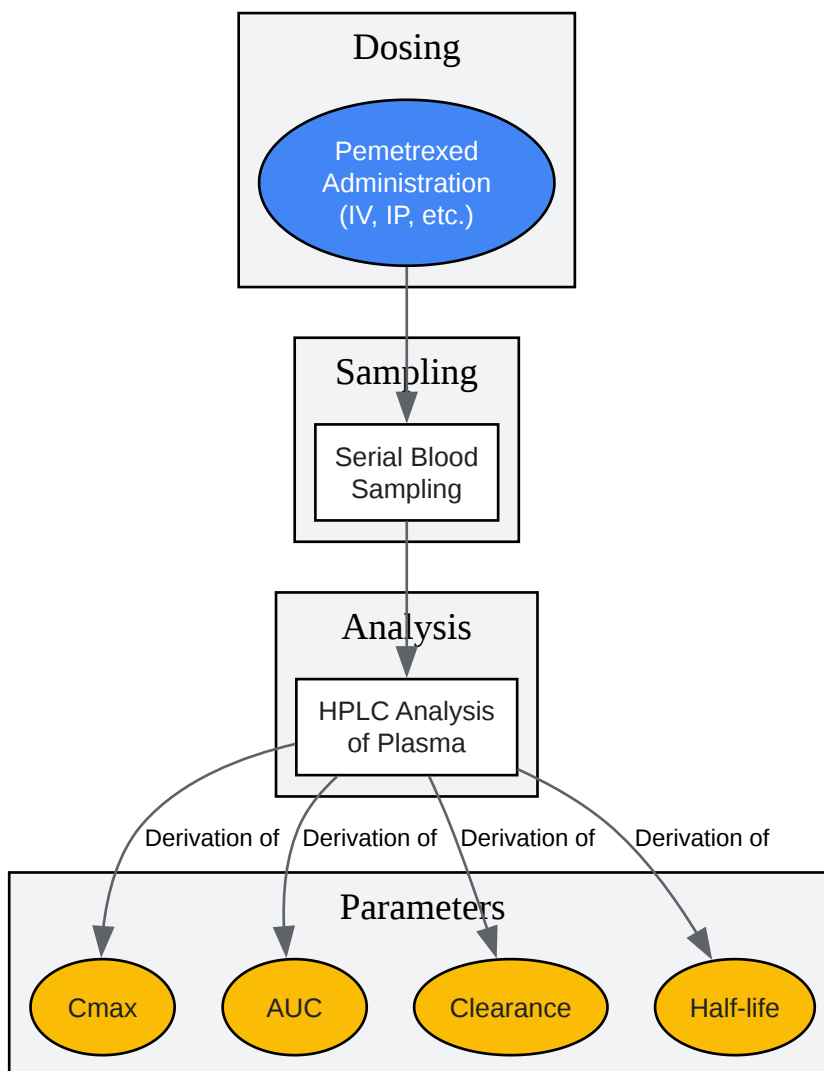 Dosing
Pemetrexed
Administration
(IV, IP, etc.)
Sampling
Serial Blood
Sampling
Analysis
HPLC Analysis
of Plasma
Derivation of
Derivation of
Derivation of
Derivation of
Parameters
Cmax
AUC
Clearance
Half-life